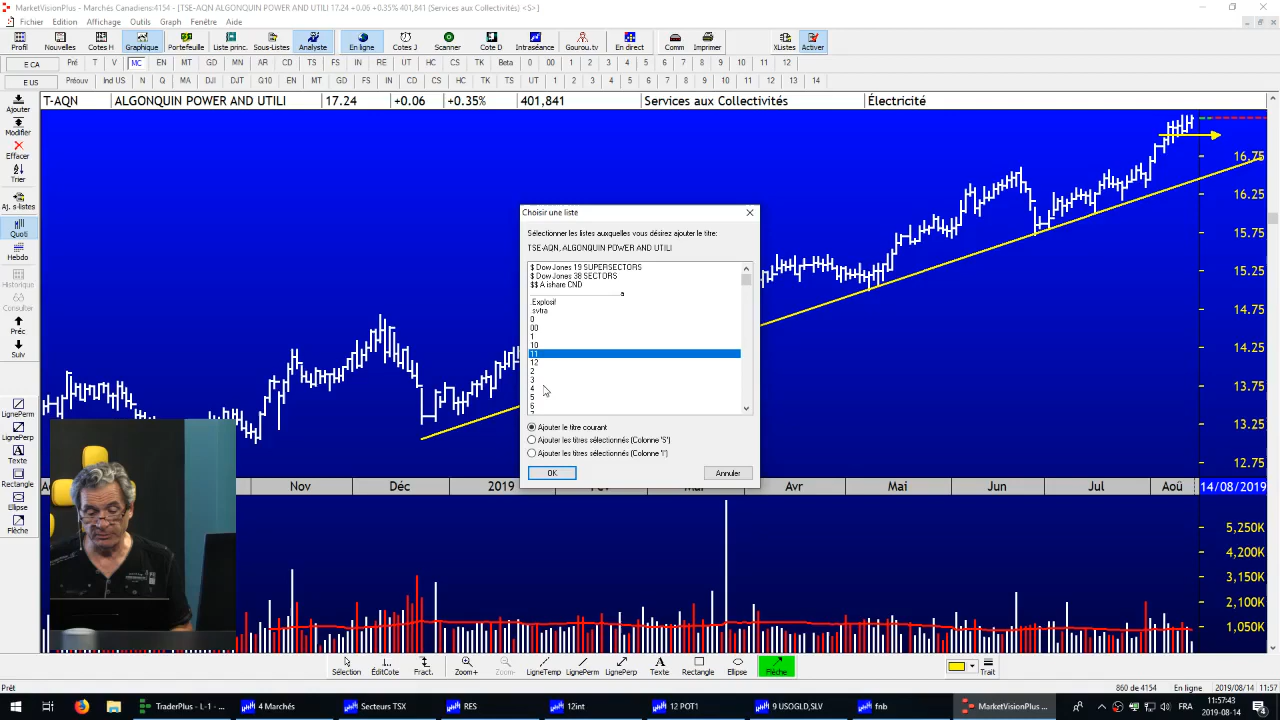 MarketVisionPlus - Marchés Canadiens:4154 - [TSE-AQN ALGONQUIN POWER AND UTILI 17.24 +0.06 +0.35% 401,841 [Services aux Collectivités] <S>]
Fichier Edition Affichage Outils Graph Fenêtre Aide
Profil Nouvelles Cotes H Graphique Portefeuille Liste princ. Sous-Listes Analyste En ligne Cotes J Scanner Cote D Intraséance Gourou.tv En direct Comm Imprimer XListes Activer
E CA Pré T V MC EN MT GD MN AR CD TS FS IN RE UT HC CS TK Beta 0 00 1 2 3 4 5 6 7 8 9 10 11 12
E US Préouv Ind US N Q MA DJI DJT Q10 EN MT GD FS IN CD CS HC TK TS UT 1 2 3 4 5 6 7 8 9 10 11 12 13 14
T-AQN ALGONQUIN POWER AND UTILI 17.24 +0.06 +0.35% 401,841 Services aux Collectivités Électricité
Ajouter
Modifier
Effacer
Trier
Aj. s-listes
Quoti
Hebdo
Historique
Consulter
Préc
Suiv
LignePerm
LignePerp
Texte
Rectangle
Ellipse
Flèche
Choisir une liste
Sélectionner les listes auxquelles vous désirez ajouter le titre:
TSE-AQN, ALGONQUIN POWER AND UTILI
$ Dow Jones 19 SUPERSECTORS
$ Dow Jones 38 SECTORS
$$ A ishare CND
a
.Explosif
.svtra
0
00
1
10
11
12
2
3
4
5
6
Ajouter le titre courant
Ajouter les titres sélectionnés (Colonne 'S')
Ajouter les titres sélectionnés (Colonne 'I')
OK Annuler
16.75
16.25
15.75
15.25
14.75
14.25
13.75
13.25
12.75
Nov Déc 2019 Fév Mar Avr Mai Jun Jul Aoû 14/08/2019
5,250K
4,200K
3,150K
2,100K
1,050K
Sélection ÉditCote Fract. Zoom+ Zoom- LigneTemp LignePerm LignePerp Texte Rectangle Elipse Flèche Trait
Prêt 860 de 4154 En ligne 2019/08/14 11:57
TraderPlus - L-1 - ... 4 Marchés Secteurs TSX RES 12int 12 POT1 9 USOGLD,SLV fnb MarketVisionPlus ... FRA 11:57:43
2019-08-14